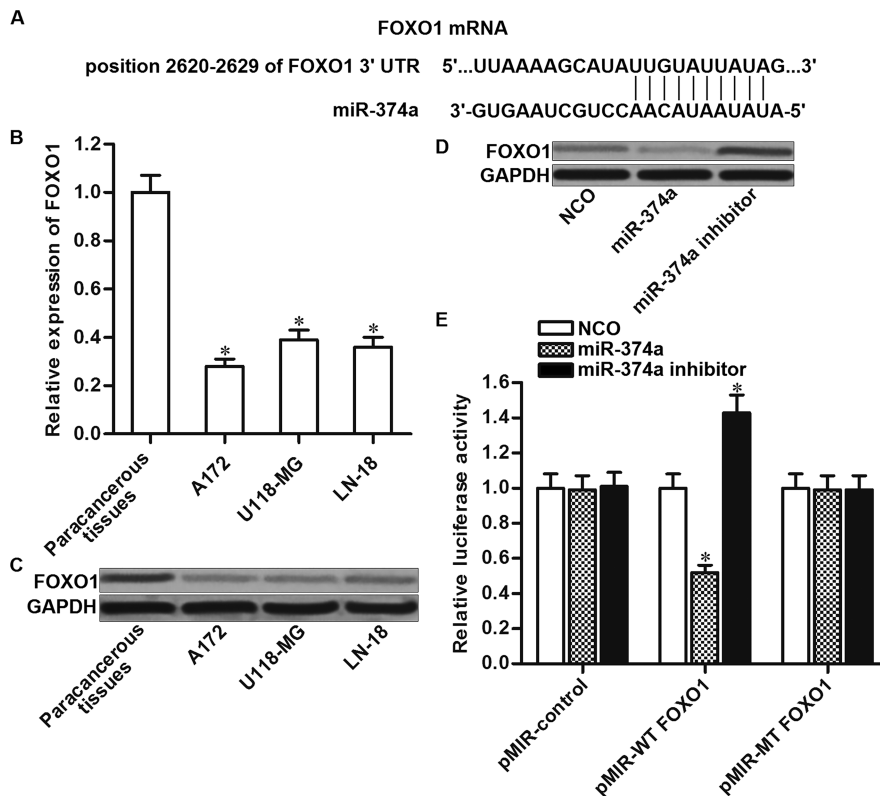 A
FOXO1 mRNA
position 2620-2629 of FOXO1 3' UTR 5'...UUAAAAGCAUAUUGUAUUAUAG...3'
miR-374a 3'-GUGAAUCGUCCAACAUAAUAUA-5'
B
Relative expression of FOXO1
1.2
1.0
0.8
0.6
0.4
0.2
0.0
*
*
*
Paracancerous tissues
A172
U118-MG
LN-18
C
FOXO1
GAPDH
Paracancerous tissues
A172
U118-MG
LN-18
D
FOXO1
GAPDH
NCO
miR-374a
miR-374a inhibitor
E
NCO
miR-374a
miR-374a inhibitor
Relative luciferase activity
1.6
1.4
1.2
1.0
0.8
0.6
0.4
0.2
0.0
*
*
pMIR-control
pMIR-WT FOXO1
pMIR-MT FOXO1